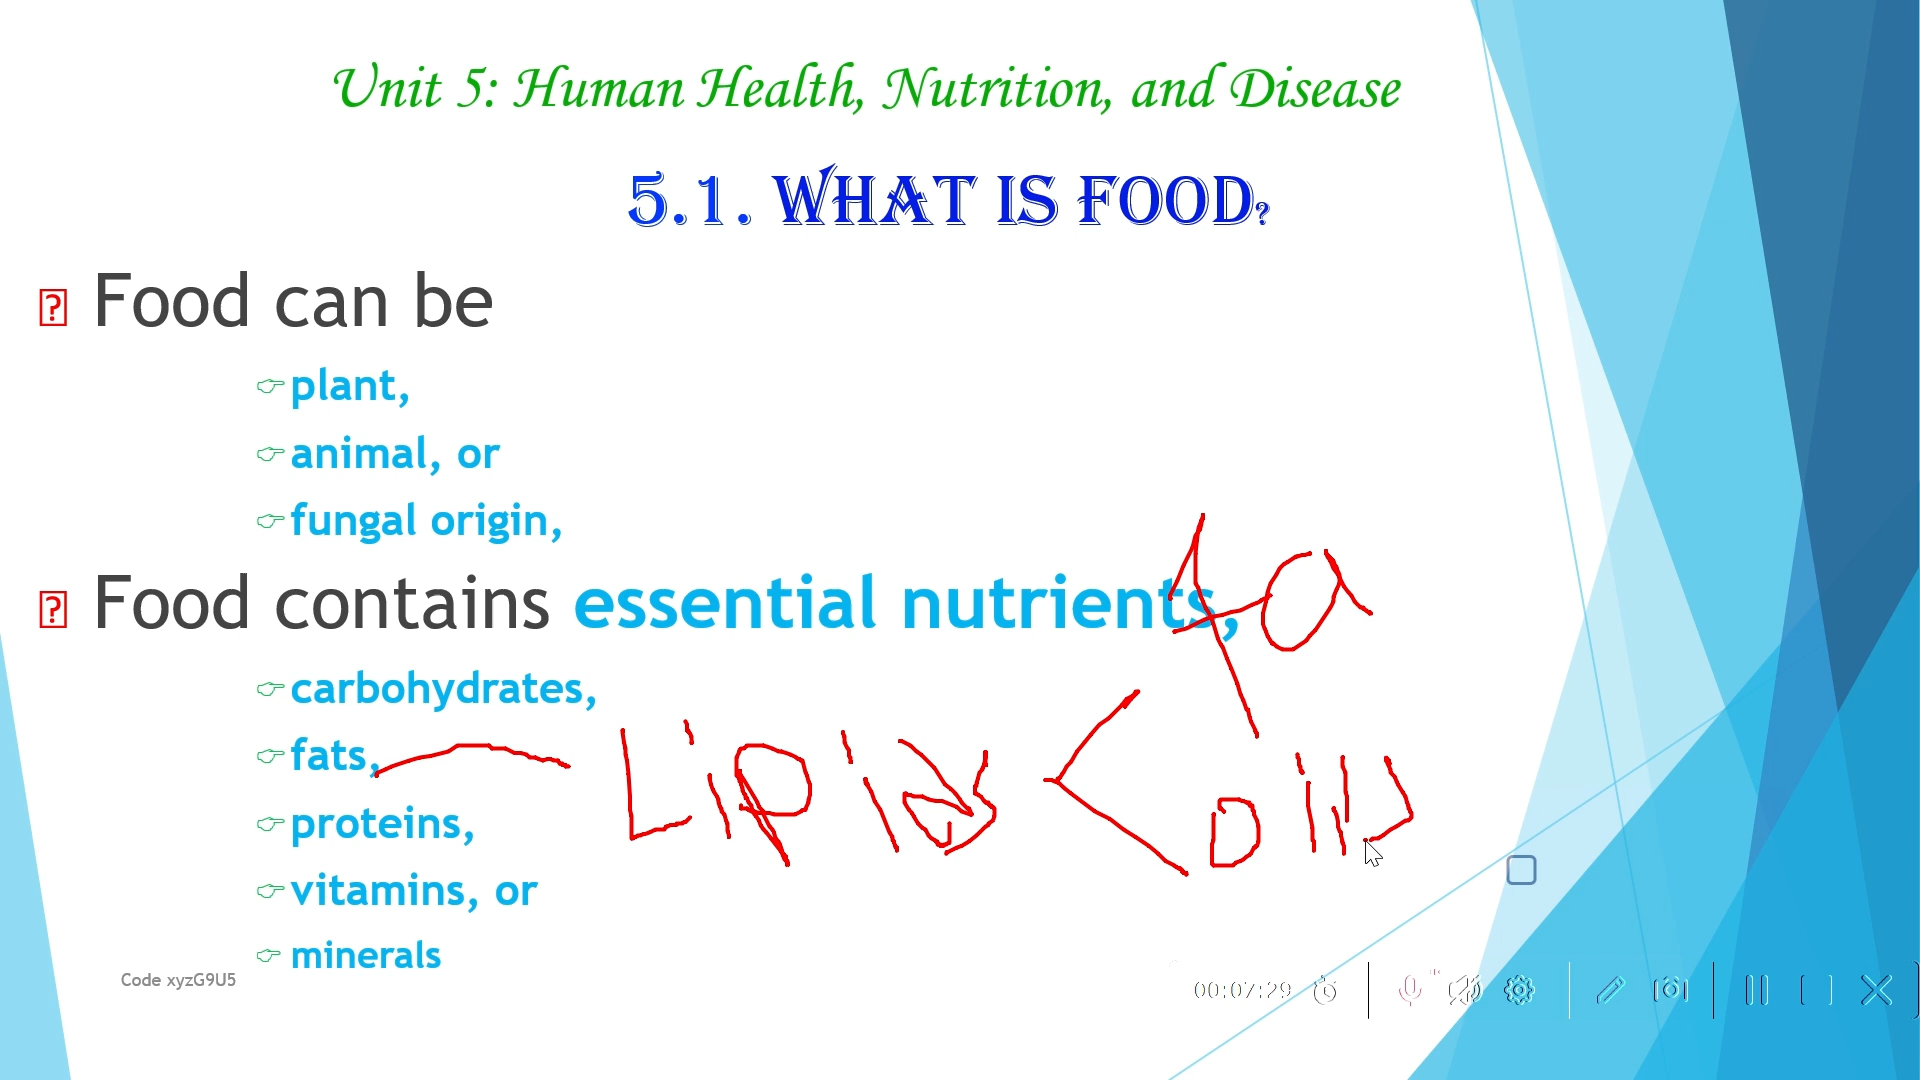 Unit 5: Human Health, Nutrition, and Disease
5.1. WHAT IS FOOD?
Food can be
plant,
animal, or
fungal origin,
Food contains essential nutrients,
fa
carbohydrates,
fats,
Lipids
oils
proteins,
vitamins, or
minerals
Code xyzG9U5
00:07:29